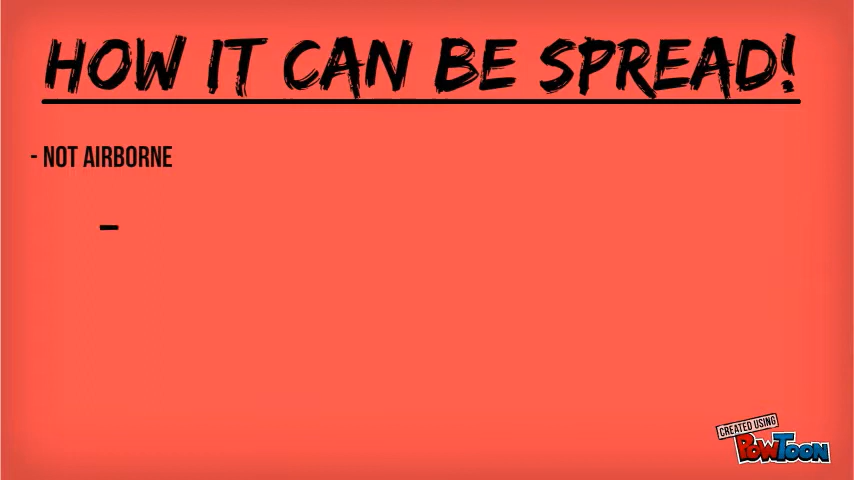 HOW IT CAN BE SPREAD!
- NOT AIRBORNE
-
CREATED USING
POWTOON